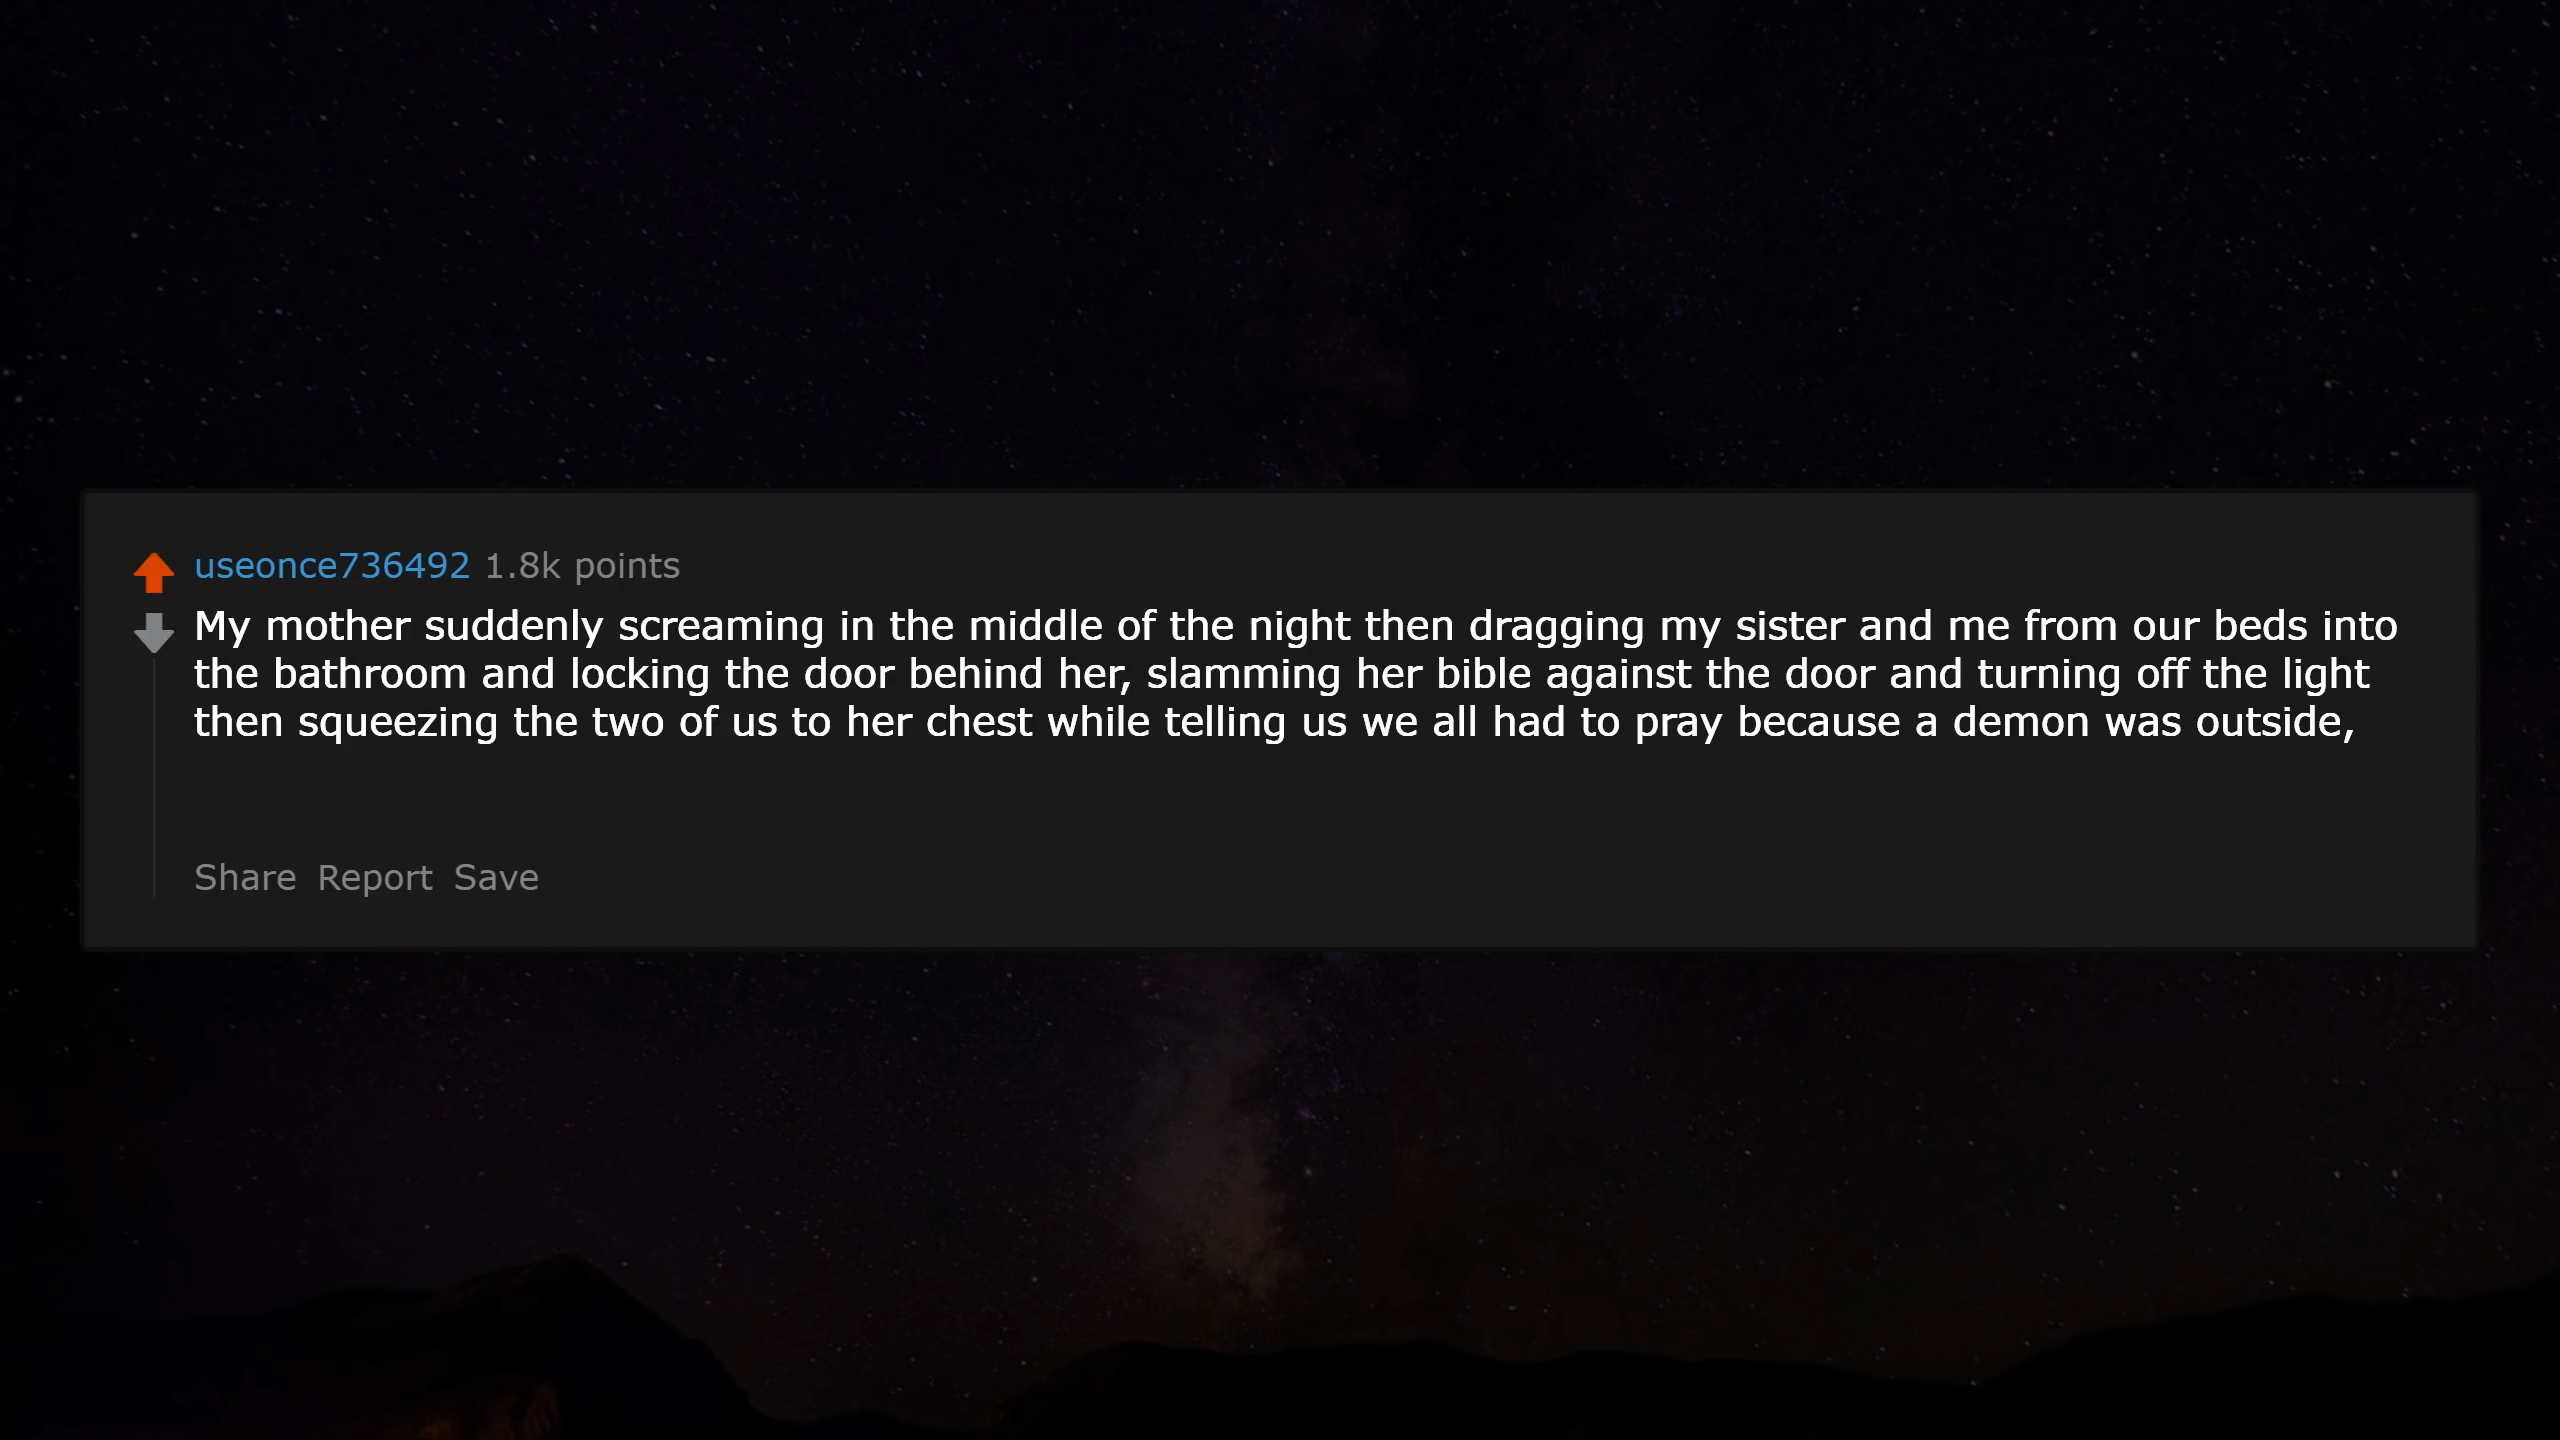 useonce736492 1.8k points
My mother suddenly screaming in the middle of the night then dragging my sister and me from our beds into
the bathroom and locking the door behind her, slamming her bible against the door and turning off the light
then squeezing the two of us to her chest while telling us we all had to pray because a demon was outside,
Share Report Save